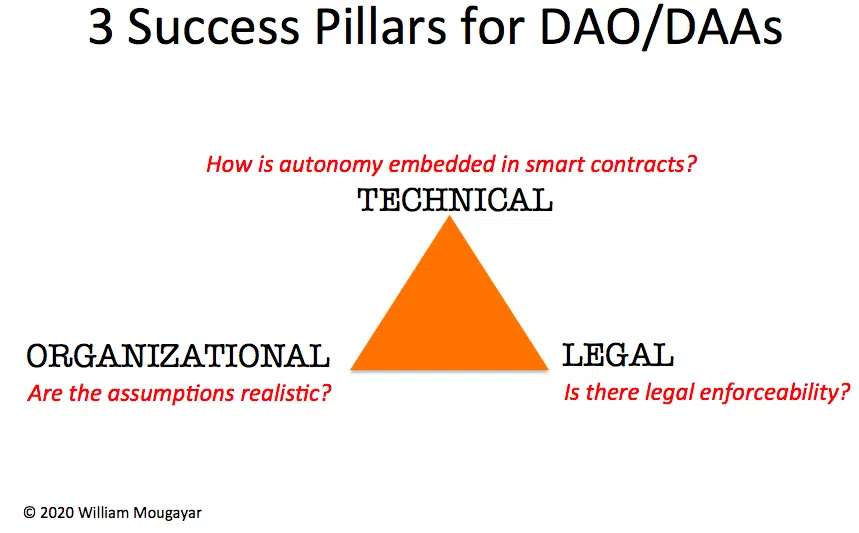 3 Success Pillars for DAO/DAAs
How is autonomy embedded in smart contracts?
TECHNICAL
ORGANIZATIONAL
Are the assumptions realistic?
LEGAL
Is there legal enforceability?
© 2020 William Mougayar